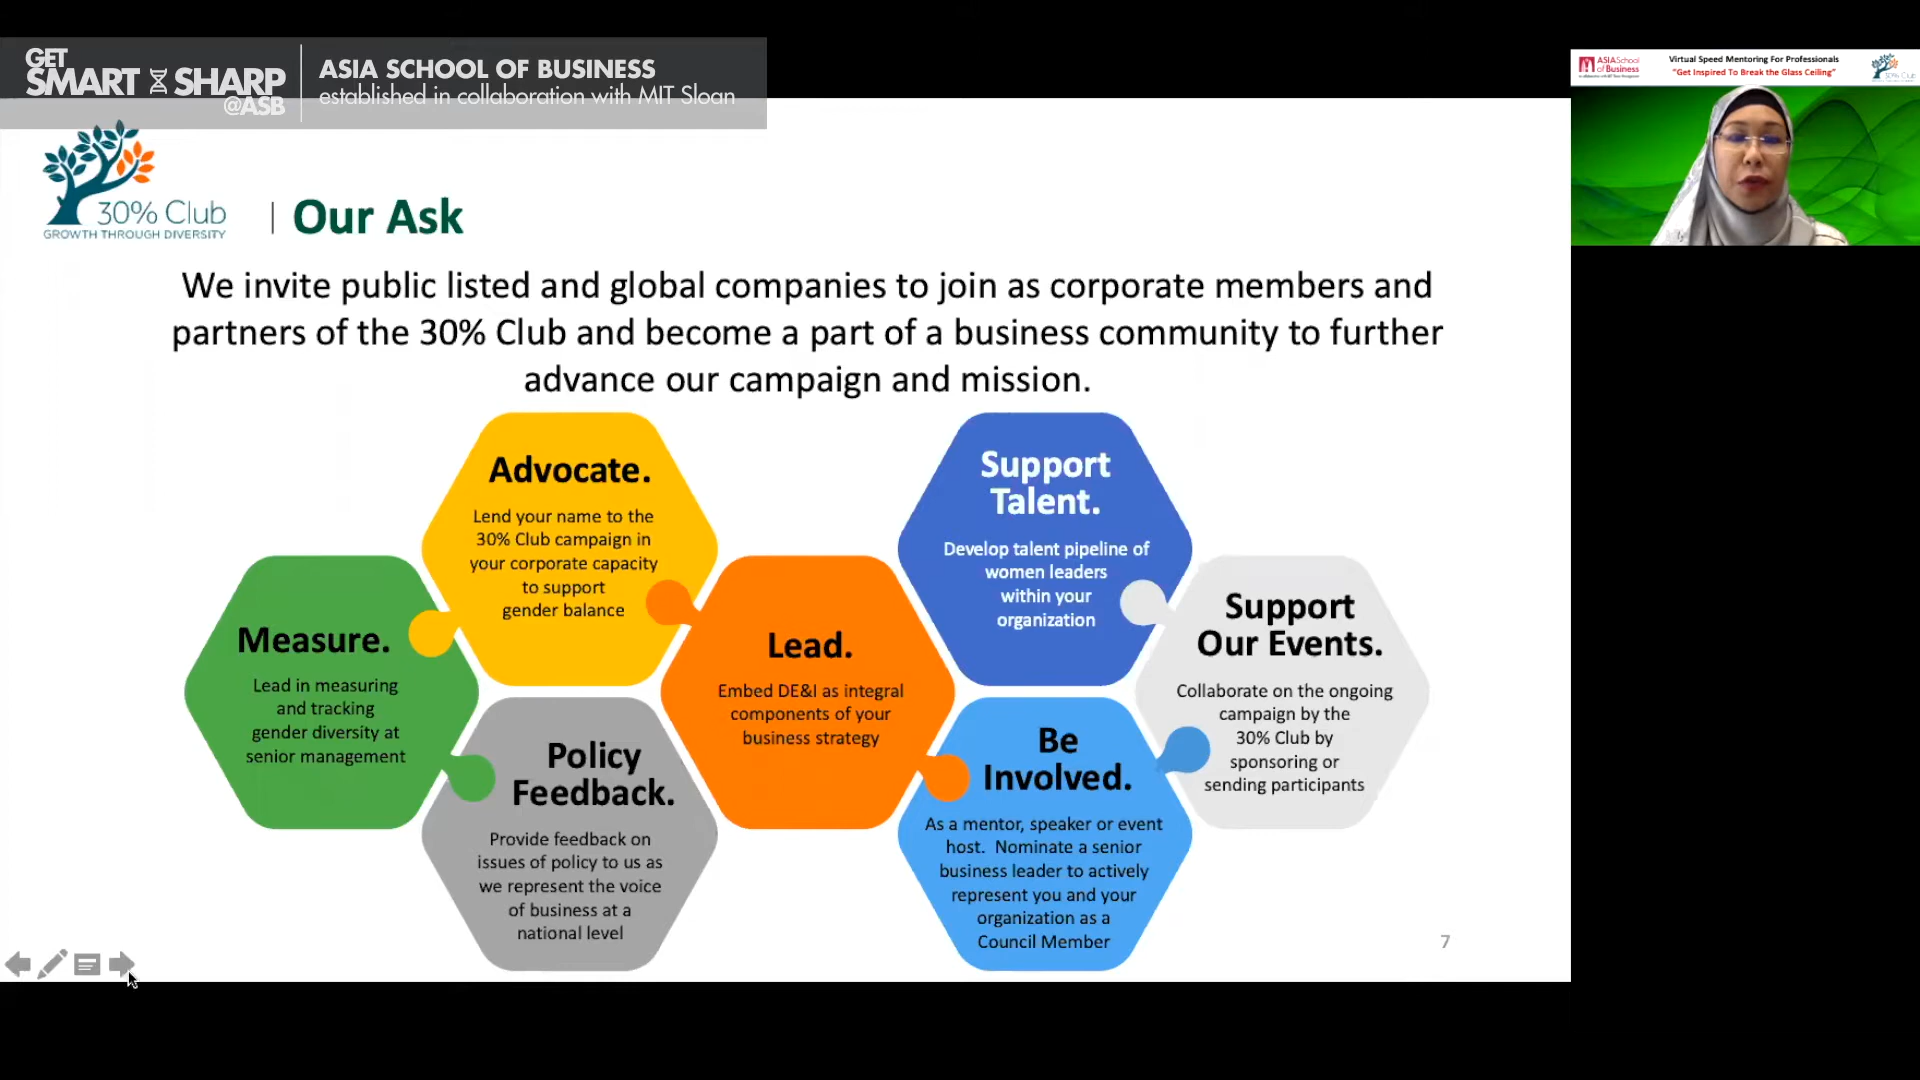 GET
SMART SHARP
@ASB
ASIA SCHOOL OF BUSINESS
established in collaboration with MIT Sloan
30% Club
GROWTH THROUGH DIVERSITY
Our Ask
We invite public listed and global companies to join as corporate members and
partners of the 30% Club and become a part of a business community to further
advance our campaign and mission.
Measure.
Lead in measuring
and tracking
gender diversity at
senior management
Advocate.
Lend your name to the
30% Club campaign in
your corporate capacity
to support
gender balance
Policy
Feedback.
Provide feedback on
issues of policy to us as
we represent the voice
of business at a
national level
Lead.
Embed DE&I as integral
components of your
business strategy
Support
Talent.
Develop talent pipeline of
women leaders
within your
organization
Be
Involved.
As a mentor, speaker or event
host. Nominate a senior
business leader to actively
represent you and your
organization as a
Council Member
Support
Our Events.
Collaborate on the ongoing
campaign by the
30% Club by
sponsoring or
sending participants
7
ASIA School
of Business
Virtual Speed Mentoring For Professionals
"Get Inspired To Break the Glass Ceiling"
30% Club